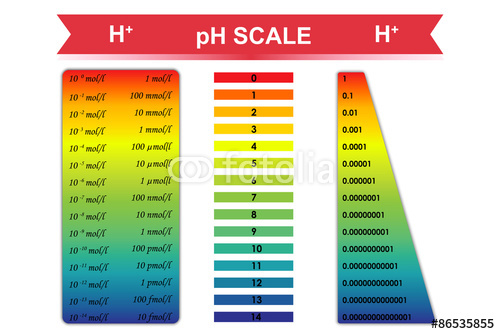 H⁺ pH SCALE H⁺
10⁻⁰ mol/l 1 mol/l 0 1
10⁻¹ mol/l 100 mmol/l 1 0.1
10⁻² mol/l 10 mmol/l 2 0.01
10⁻³ mol/l 1 mmol/l 3 0.001
10⁻⁴ mol/l 100 µmol/l 4 0.0001
10⁻⁵ mol/l 10 µmol/l 5 0.00001
10⁻⁶ mol/l 1 µmol/l 6 0.000001
10⁻⁷ mol/l 100 nmol/l 7 0.0000001
10⁻⁸ mol/l 10 nmol/l 8 0.00000001
10⁻⁹ mol/l 1 nmol/l 9 0.000000001
10⁻¹⁰ mol/l 100 pmol/l 10 0.0000000001
10⁻¹¹ mol/l 10 pmol/l 11 0.00000000001
10⁻¹² mol/l 1 pmol/l 12 0.000000000001
10⁻¹³ mol/l 100 fmol/l 13 0.0000000000001
10⁻¹⁴ mol/l 10 fmol/l 14 0.00000000000001
fotolia
#86535855